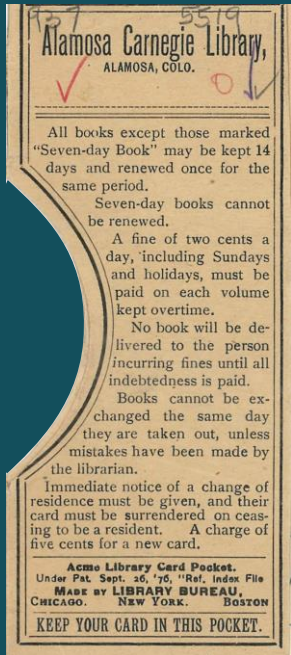 937 5519
Alamosa Carnegie Library,
ALAMOSA, COLO.
All books except those marked
"Seven-day Book" may be kept 14
days and renewed once for the
same period.
Seven-day books cannot
be renewed.
A fine of two cents a
day, including Sundays
and holidays, must be
paid on each volume
kept overtime.
No book will be de-
livered to the person
incurring fines until all
indebtedness is paid.
Books cannot be ex-
changed the same day
they are taken out, unless
mistakes have been made by
the librarian.
Immediate notice of a change of
residence must be given, and their
card must be surrendered on ceas-
ing to be a resident. A charge of
five cents for a new card.
Acme Library Card Pocket.
Under Pat. Sept. 26, '76, "Ref. Index File
MADE BY LIBRARY BUREAU,
CHICAGO. NEW YORK. BOSTON
KEEP YOUR CARD IN THIS POCKET.